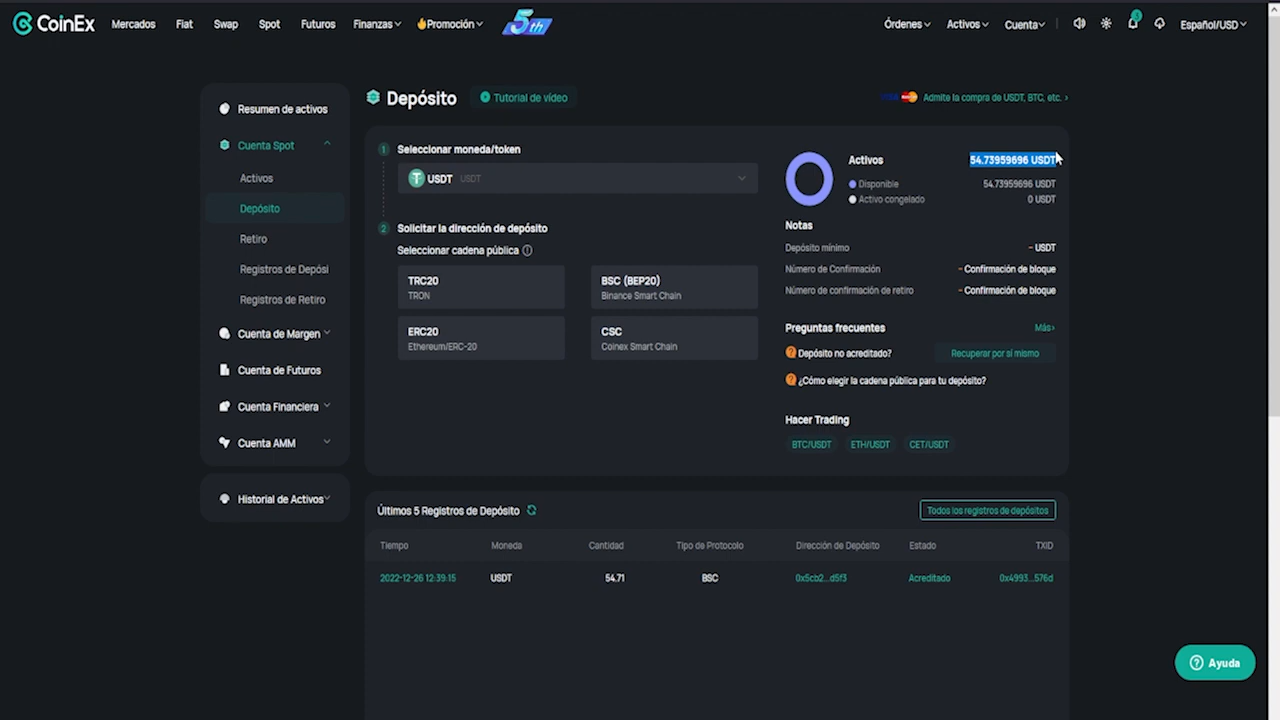 CoinEx Mercados Fiat Swap Spot Futuros Finanzas Promoción 5th Órdenes Activos Cuenta Español/USD
Resumen de activos
Cuenta Spot
Activos
Depósito
Retiro
Registros de Depósi
Registros de Retiro
Cuenta de Margen
Cuenta de Futuros
Cuenta Financiera
Cuenta AMM
Historial de Activos
Depósito Tutorial de vídeo
Admite la compra de USDT, BTC, etc. >
1 Seleccionar moneda/token
USDT USDT
2 Solicitar la dirección de depósito
Seleccionar cadena pública
TRC20
TRON
BSC (BEP20)
Binance Smart Chain
ERC20
Ethereum/ERC-20
CSC
Coinex Smart Chain
Activos 54.73959696 USDT
Disponible 54.73959696 USDT
Activo congelado 0 USDT
Notas
Depósito mínimo - USDT
Número de Confirmación - Confirmación de bloque
Número de confirmación de retiro - Confirmación de bloque
Preguntas frecuentes Más>
Depósito no acreditado? Recuperar por sí mismo
¿Cómo elegir la cadena pública para tu depósito?
Hacer Trading
BTC/USDT ETH/USDT CET/USDT
Últimos 5 Registros de Depósito Todos los registros de depósitos
Tiempo Moneda Cantidad Tipo de Protocolo Dirección de Depósito Estado TXID
2022-12-26 12:39:15 USDT 54.71 BSC 0x5cb2...d5f3 Acreditado 0x4993...576d
Ayuda